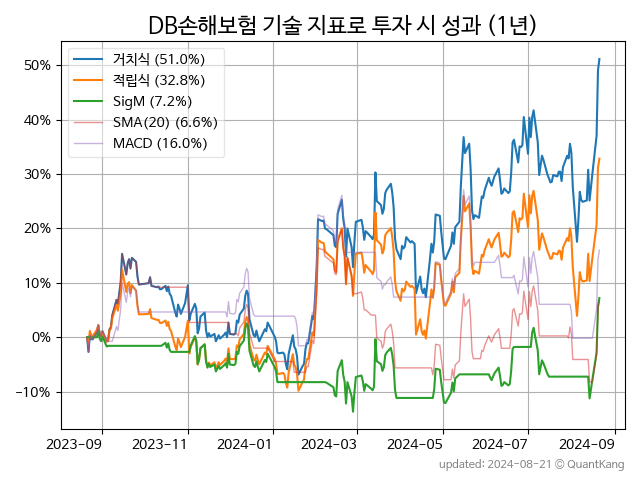 DB손해보험 기술 지표로 투자 시 성과 (1년)
거치식 (51.0%)
적립식 (32.8%)
SigM (7.2%)
SMA(20) (6.6%)
MACD (16.0%)
50%
40%
30%
20%
10%
0%
−10%
2023-09 2023-11 2024-01 2024-03 2024-05 2024-07 2024-09
updated: 2024-08-21 © QuantKang